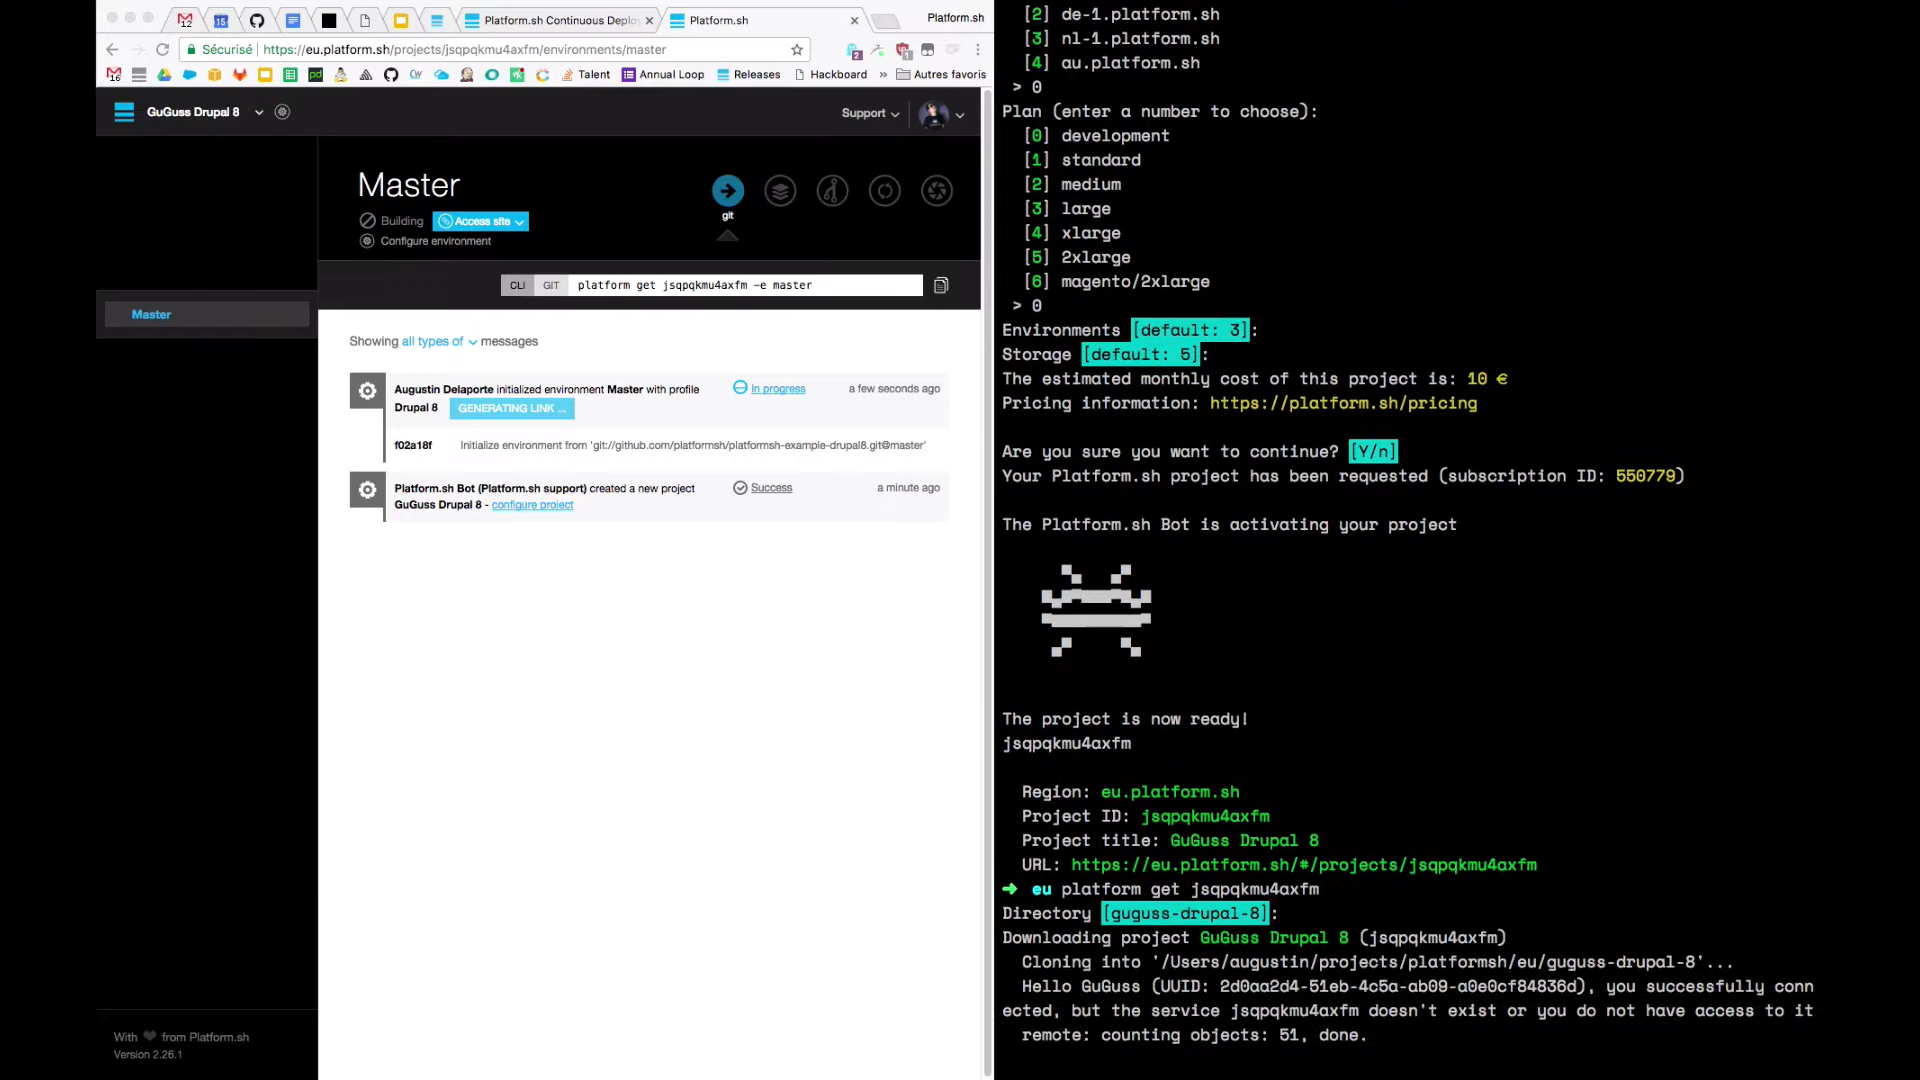 12
15
Platform.sh Continuous Deplo
Platform.sh
Platform.sh
Sécurisé
https://eu.platform.sh/projects/jsqpqkmu4axfm/environments/master
2
1
16
pd
CW
Talent
Annual Loop
Releases
Hackboard
»
Autres favoris
GuGuss Drupal 8
Support
Master
Building
Access site
Configure environment
git
CLI GIT platform get jsqpqkmu4axfm -e master
Master
Showing all types of messages
Augustin Delaporte initialized environment Master with profile
Drupal 8 GENERATING LINK ...
In progress
a few seconds ago
f02a18f Initialize environment from 'git://github.com/platformsh/platformsh-example-drupal8.git@master'
Platform.sh Bot (Platform.sh support) created a new project
GuGuss Drupal 8 - configure project
Success
a minute ago
With ❤ from Platform.sh
Version 2.26.1
[2] de-1.platform.sh
[3] nl-1.platform.sh
[4] au.platform.sh
> 0
Plan (enter a number to choose):
[0] development
[1] standard
[2] medium
[3] large
[4] xlarge
[5] 2xlarge
[6] magento/2xlarge
> 0
Environments [default: 3]:
Storage [default: 5]:
The estimated monthly cost of this project is: 10 €
Pricing information: https://platform.sh/pricing
Are you sure you want to continue? [Y/n]
Your Platform.sh project has been requested (subscription ID: 550779)
The Platform.sh Bot is activating your project
The project is now ready!
jsqpqkmu4axfm
Region: eu.platform.sh
Project ID: jsqpqkmu4axfm
Project title: GuGuss Drupal 8
URL: https://eu.platform.sh/#/projects/jsqpqkmu4axfm
➜ eu platform get jsqpqkmu4axfm
Directory [guguss-drupal-8]:
Downloading project GuGuss Drupal 8 (jsqpqkmu4axfm)
Cloning into '/Users/augustin/projects/platformsh/eu/guguss-drupal-8'...
Hello GuGuss (UUID: 2d0aa2d4-51eb-4c5a-ab09-a0e0cf84836d), you successfully conn
ected, but the service jsqpqkmu4axfm doesn't exist or you do not have access to it
remote: counting objects: 51, done.